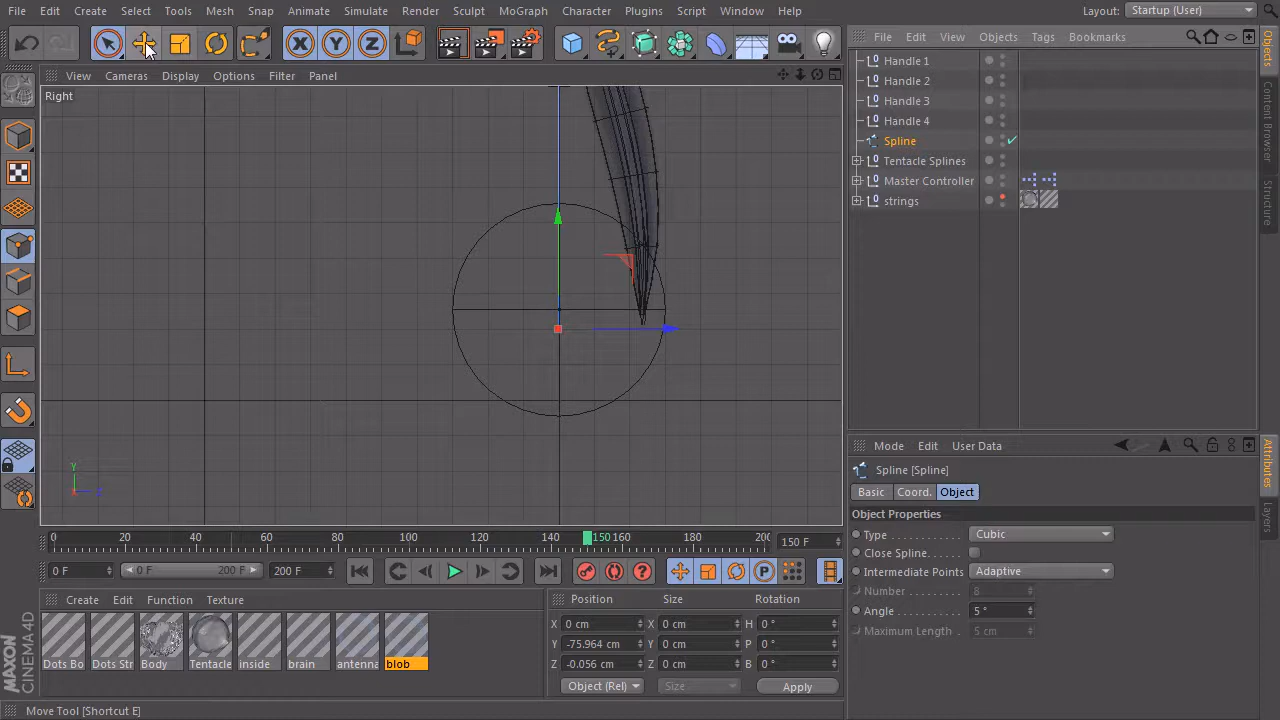 File Edit Create Select Tools Mesh Snap Animate Simulate Render Sculpt MoGraph Character Plugins Script Window Help Layout: Startup (User)
File Edit View Objects Tags Bookmarks
View Cameras Display Options Filter Panel
Right
Handle 1
Handle 2
Handle 3
Handle 4
Spline
Tentacle Splines
Master Controller
strings
Objects
Content Browser
Structure
Y
Mode Edit User Data
Spline [Spline]
Basic Coord. Object
Object Properties
Type Cubic
Close Spline
Intermediate Points Adaptive
Number 8
Angle 5 °
Maximum Length 5 cm
Attributes
Layers
0 20 40 60 80 100 120 140 150 160 180 200 150 F
0 F 0 F 200 F 200 F
Create Edit Function Texture
Dots Bo Dots Str Body Tentacle inside brain antenna blob
Position Size Rotation
X 0 cm X 0 cm H 0 °
Y -75.964 cm Y 0 cm P 0 °
Z -0.056 cm Z 0 cm B 0 °
Object (Rel) Size Apply
MAXON CINEMA 4D
Move Tool [Shortcut E]